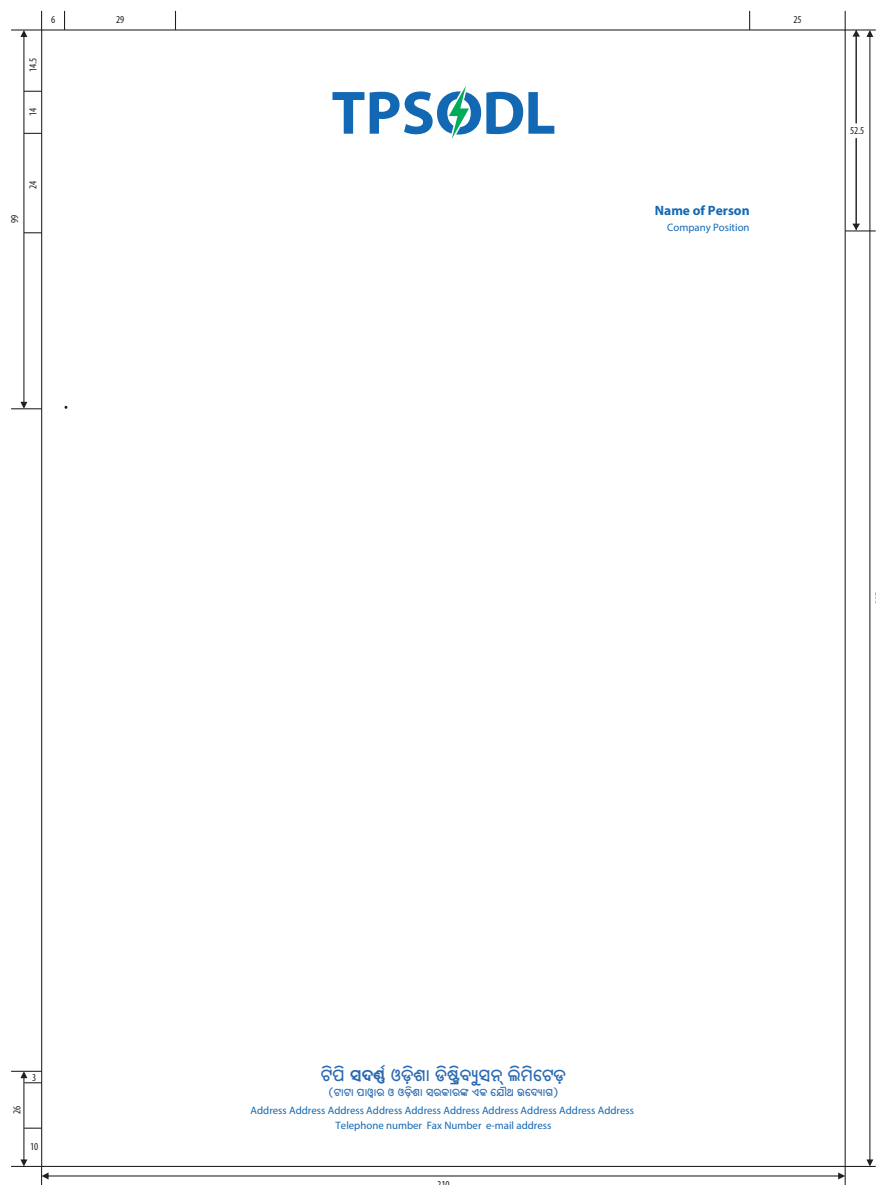 6 29 25
14.5
14
24
99
52.5
TPSODL
Name of Person
Company Position
ଟିପି ସଦର୍ଣ୍ଣ ଓଡ଼ିଶା ଡିଷ୍ଟ୍ରିବ୍ୟୁସନ୍ ଲିମିଟେଡ଼
(ଟାଟା ପାୱାର ଓ ଓଡ଼ିଶା ସରକାରଙ୍କ ଏକ ଯୌଥ ଉଦ୍ୟୋଗ)
Address Address Address Address Address Address Address Address Address Address
Telephone number Fax Number e-mail address
3
26
10
210